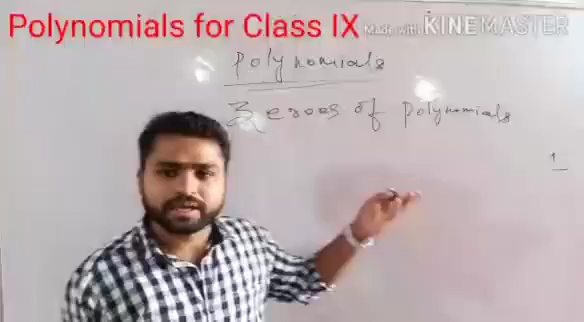 Polynomials for Class IX
Made with KINEMASTER
Polynomials
Zeroes of polynomials
1